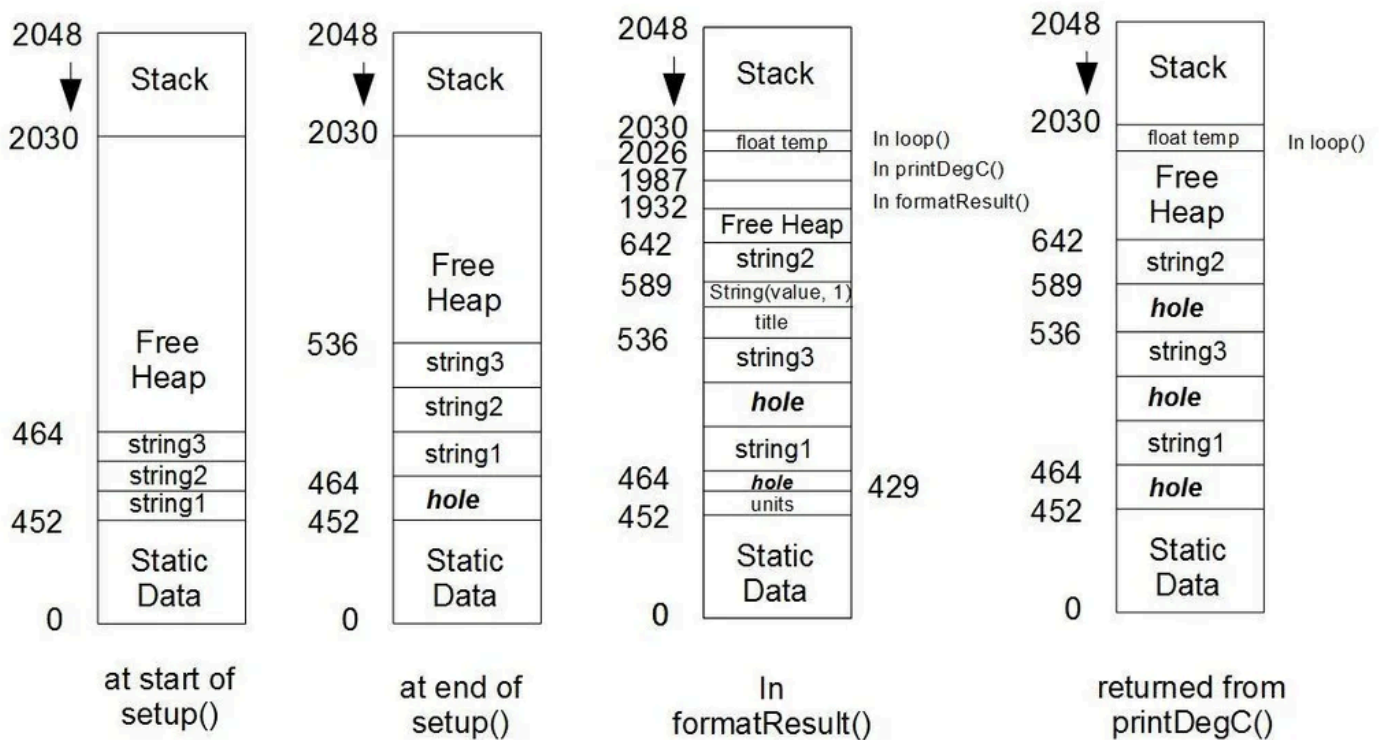 2048
Stack
2030
Free
Heap
464
string3
string2
string1
452
Static
Data
0
at start of
setup()
2048
Stack
2030
Free
Heap
536
string3
string2
string1
464
hole
452
Static
Data
0
at end of
setup()
2048
Stack
2030
float temp
In loop()
2026
In printDegC()
1987
In formatResult()
1932
Free Heap
642
string2
589
String(value, 1)
title
536
string3
hole
string1
464
hole
429
units
452
Static
Data
0
In
formatResult()
2048
Stack
2030
float temp
In loop()
Free
Heap
642
string2
589
hole
536
string3
hole
string1
464
hole
452
Static
Data
0
returned from
printDegC()